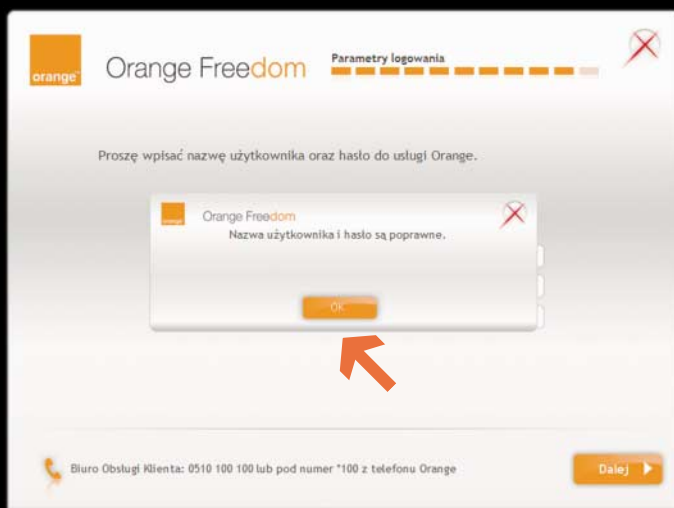 orange™
Orange Freedom
Parametry logowania
Proszę wpisać nazwę użytkownika oraz hasło do usługi Orange.
orange
Orange Freedom
Nazwa użytkownika i hasło są poprawne.
OK
Biuro Obsługi Klienta: 0510 100 100 lub pod numer *100 z telefonu Orange
Dalej